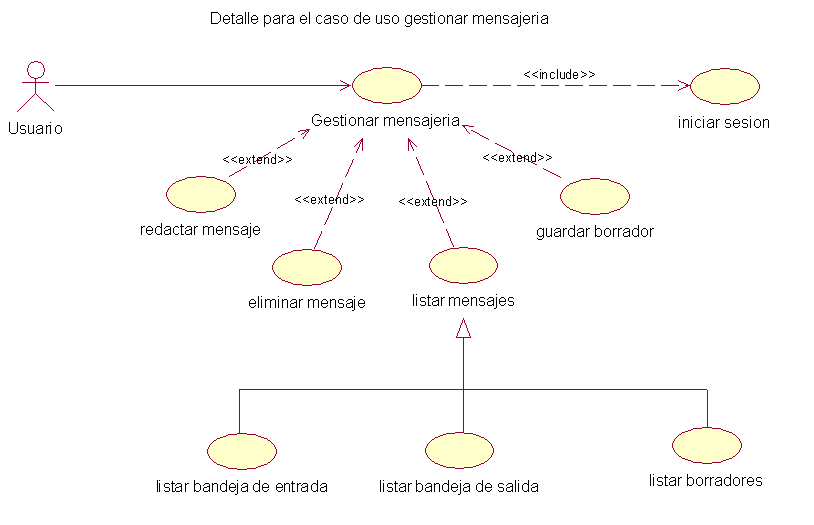 Detalle para el caso de uso gestionar mensajeria
<<include>>
Usuario
Gestionar mensajeria
iniciar sesion
<<extend>>
<<extend>>
<<extend>>
<<extend>>
redactar mensaje
guardar borrador
eliminar mensaje
listar mensajes
listar bandeja de entrada
listar bandeja de salida
listar borradores